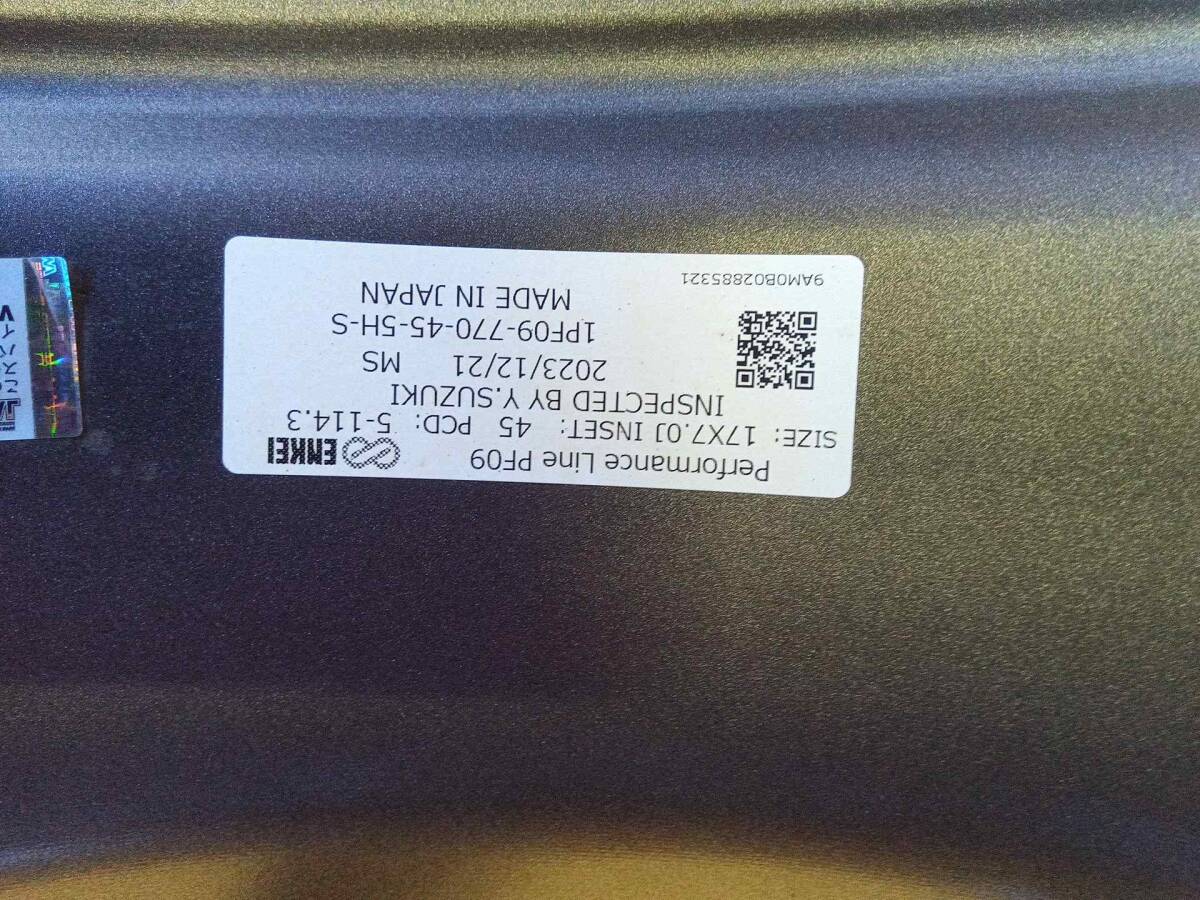 Performance Line PF09 ENKEI
SIZE: 17X7.0J INSET: 45 PCD: 5-114.3
INSPECTED BY Y.SUZUKI
2023/12/21 MS
1PF09-770-45-5H-S
MADE IN JAPAN
9AM0B02885321